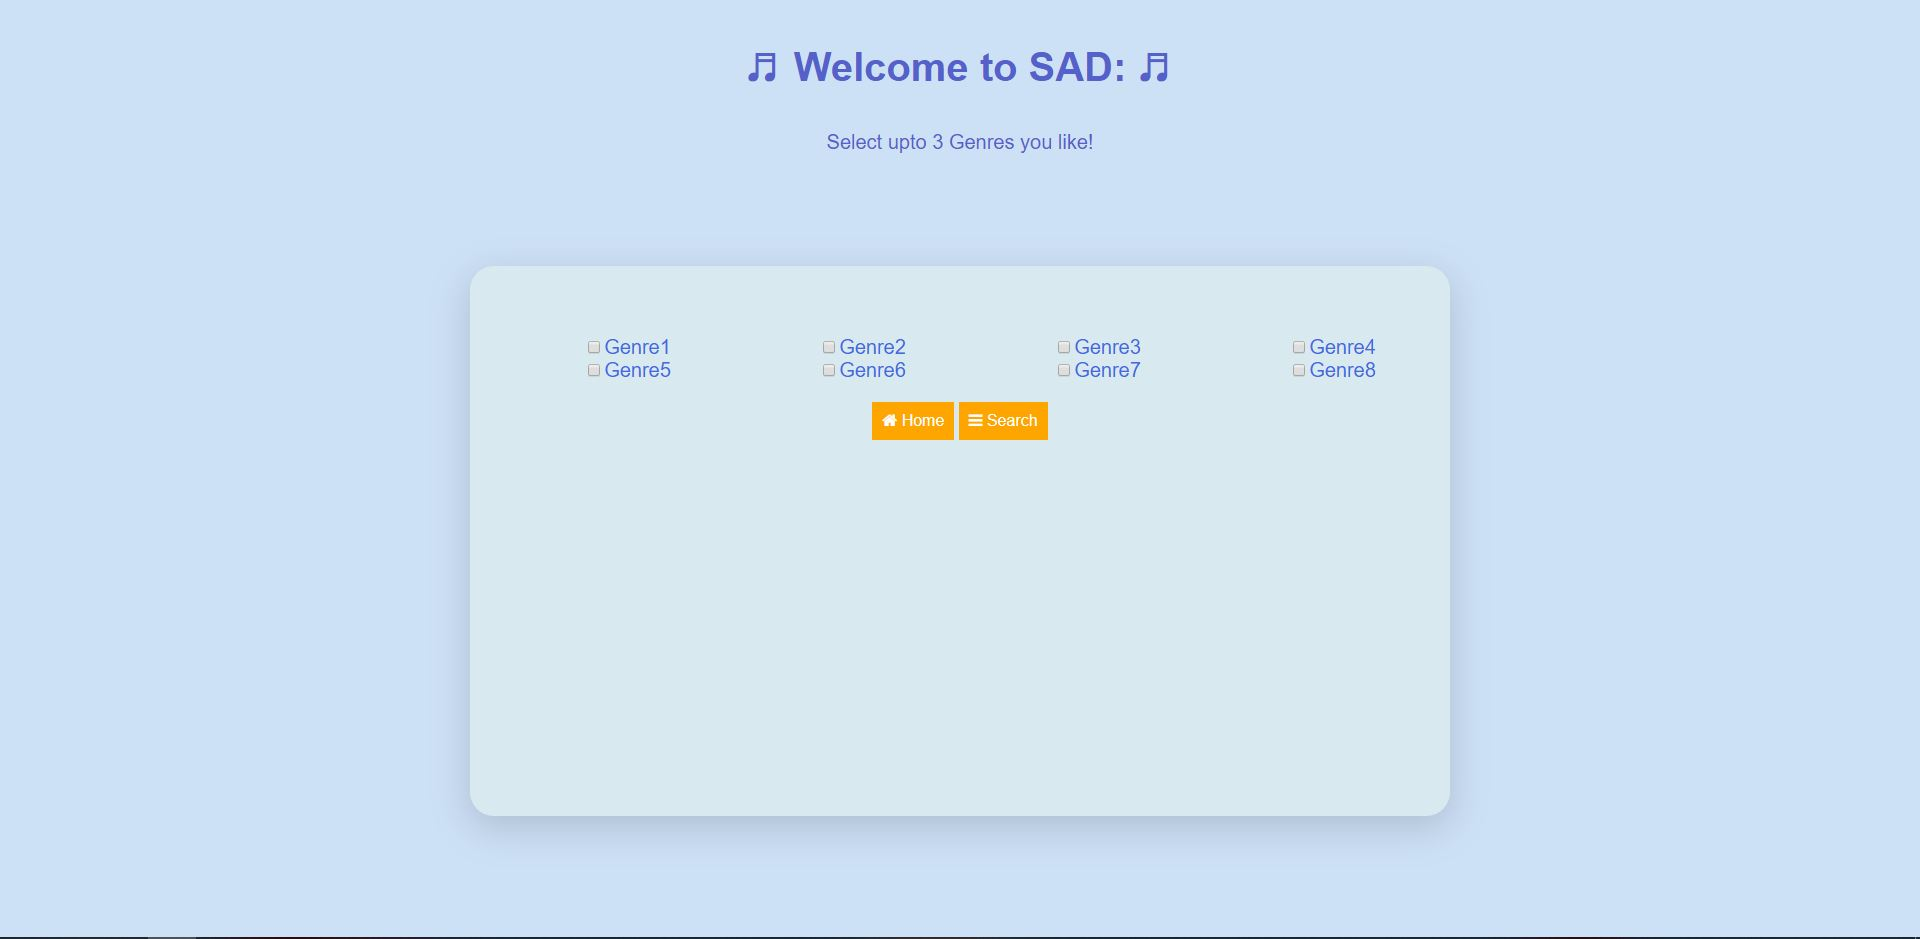 ♬ Welcome to SAD: ♬
Select upto 3 Genres you like!
Genre1 Genre2 Genre3 Genre4
Genre5 Genre6 Genre7 Genre8
Home Search